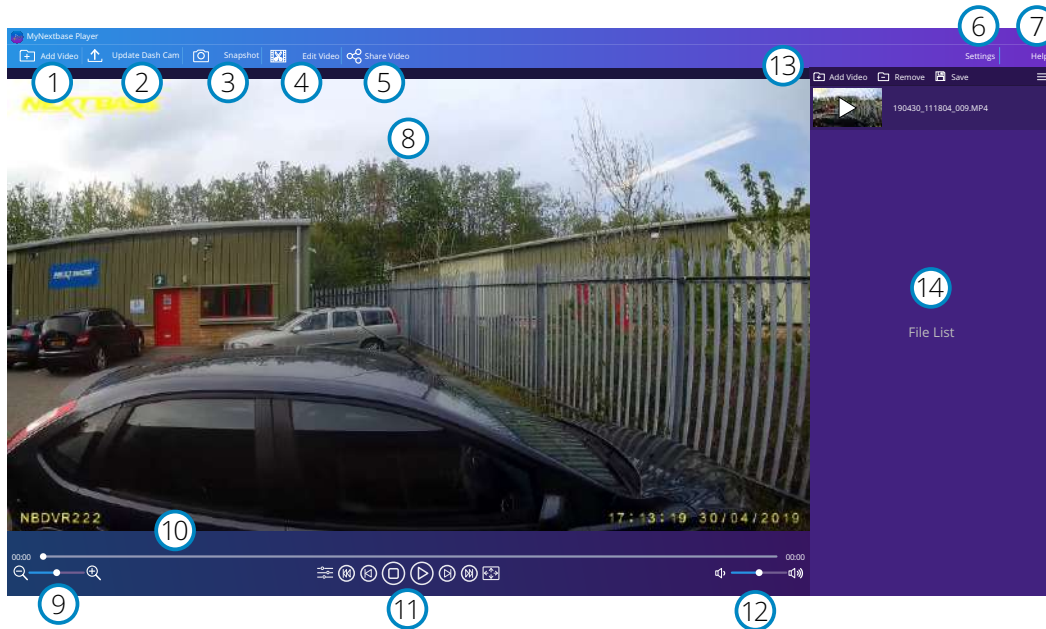 6
7
MyNextbase Player
Add Video
Update Dash Cam
Snapshot
Edit Video
Share Video
Settings
Help
1
2
3
4
5
13
Add Video
Remove
Save
NEXTBASE
190430_111804_009.MP4
8
NEXTBASE
2
14
File List
NBDVR222
17:13:19 30/04/2019
10
00:00
00:00
9
11
12